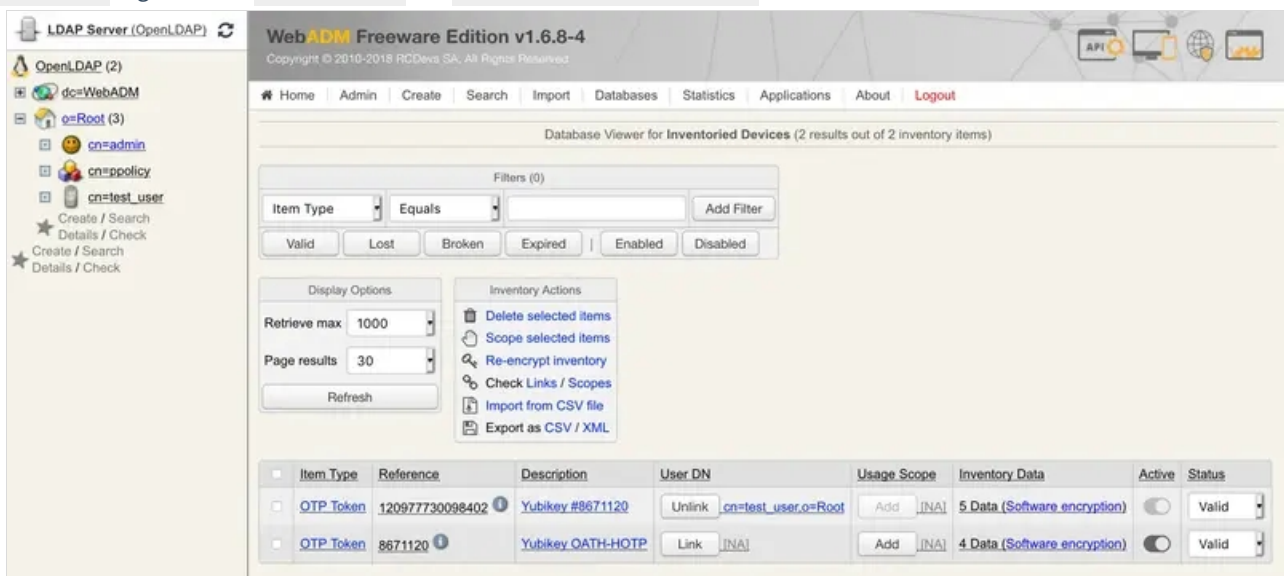 LDAP Server (OpenLDAP)
OpenLDAP (2)
dc=WebADM
o=Root (3)
cn=admin
cn=ppolicy
cn=test_user
Create / Search
Details / Check
Create / Search
Details / Check
WebADM Freeware Edition v1.6.8-4
Copyright © 2010-2018 RCDevs SA, All Rights Reserved
API
Home Admin Create Search Import Databases Statistics Applications About Logout
Database Viewer for Inventoried Devices (2 results out of 2 inventory items)
Filters (0)
Item Type Equals Add Filter
Valid Lost Broken Expired | Enabled Disabled
Display Options
Retrieve max 1000
Page results 30
Refresh
Inventory Actions
Delete selected items
Scope selected items
Re-encrypt inventory
Check Links / Scopes
Import from CSV file
Export as CSV / XML
Item Type Reference Description User DN Usage Scope Inventory Data Active Status
OTP Token 120977730098402 Yubikey #8671120 Unlink cn=test_user,o=Root Add [NA] 5 Data (Software encryption) Valid
OTP Token 8671120 Yubikey OATH-HOTP Link [NA] Add [NA] 4 Data (Software encryption) Valid